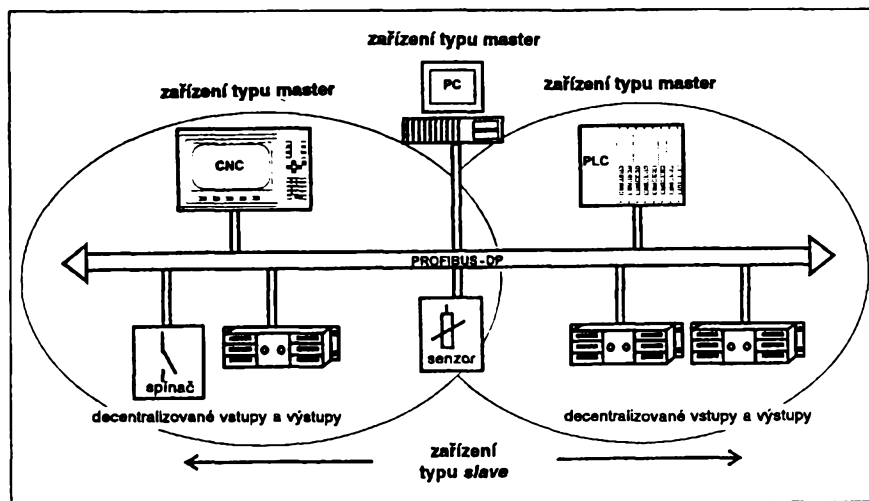 zařízení typu master
zařízení typu master
zařízení typu master
PC
CNC
PLC
PROFIBUS-DP
spínač
senzor
decentralizované vstupy a výstupy
decentralizované vstupy a výstupy
zařízení
typu slave